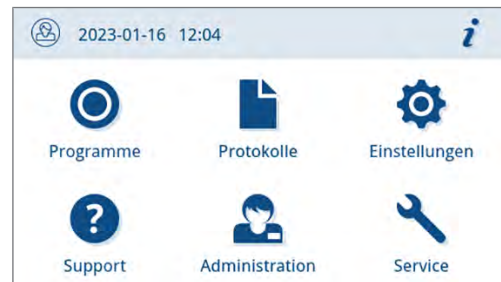 2023-01-16 12:04 i
Programme Protokolle Einstellungen
?
Support Administration Service